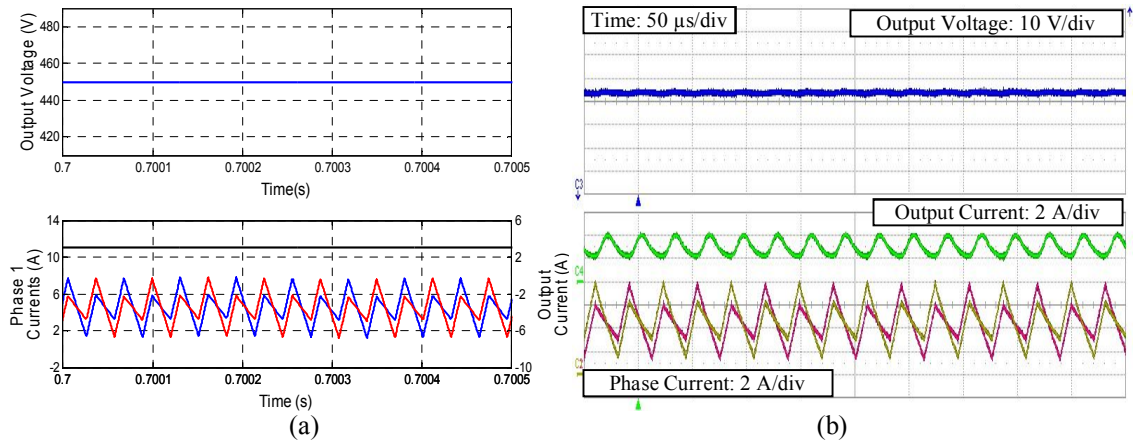 Output Voltage (V)
480
460
440
420
0.7
0.7001
0.7002
0.7003
0.7004
0.7005
Time(s)
Phase 1
Currents (A)
14
10
6
2
-2
6
2
-2
-6
-10
0.7
0.7001
0.7002
0.7003
0.7004
0.7005
Time (s)
Output
Current (A)
(a)
Time: 50 µs/div
Output Voltage: 10 V/div
C3
Output Current: 2 A/div
C4
C2
Phase Current: 2 A/div
(b)